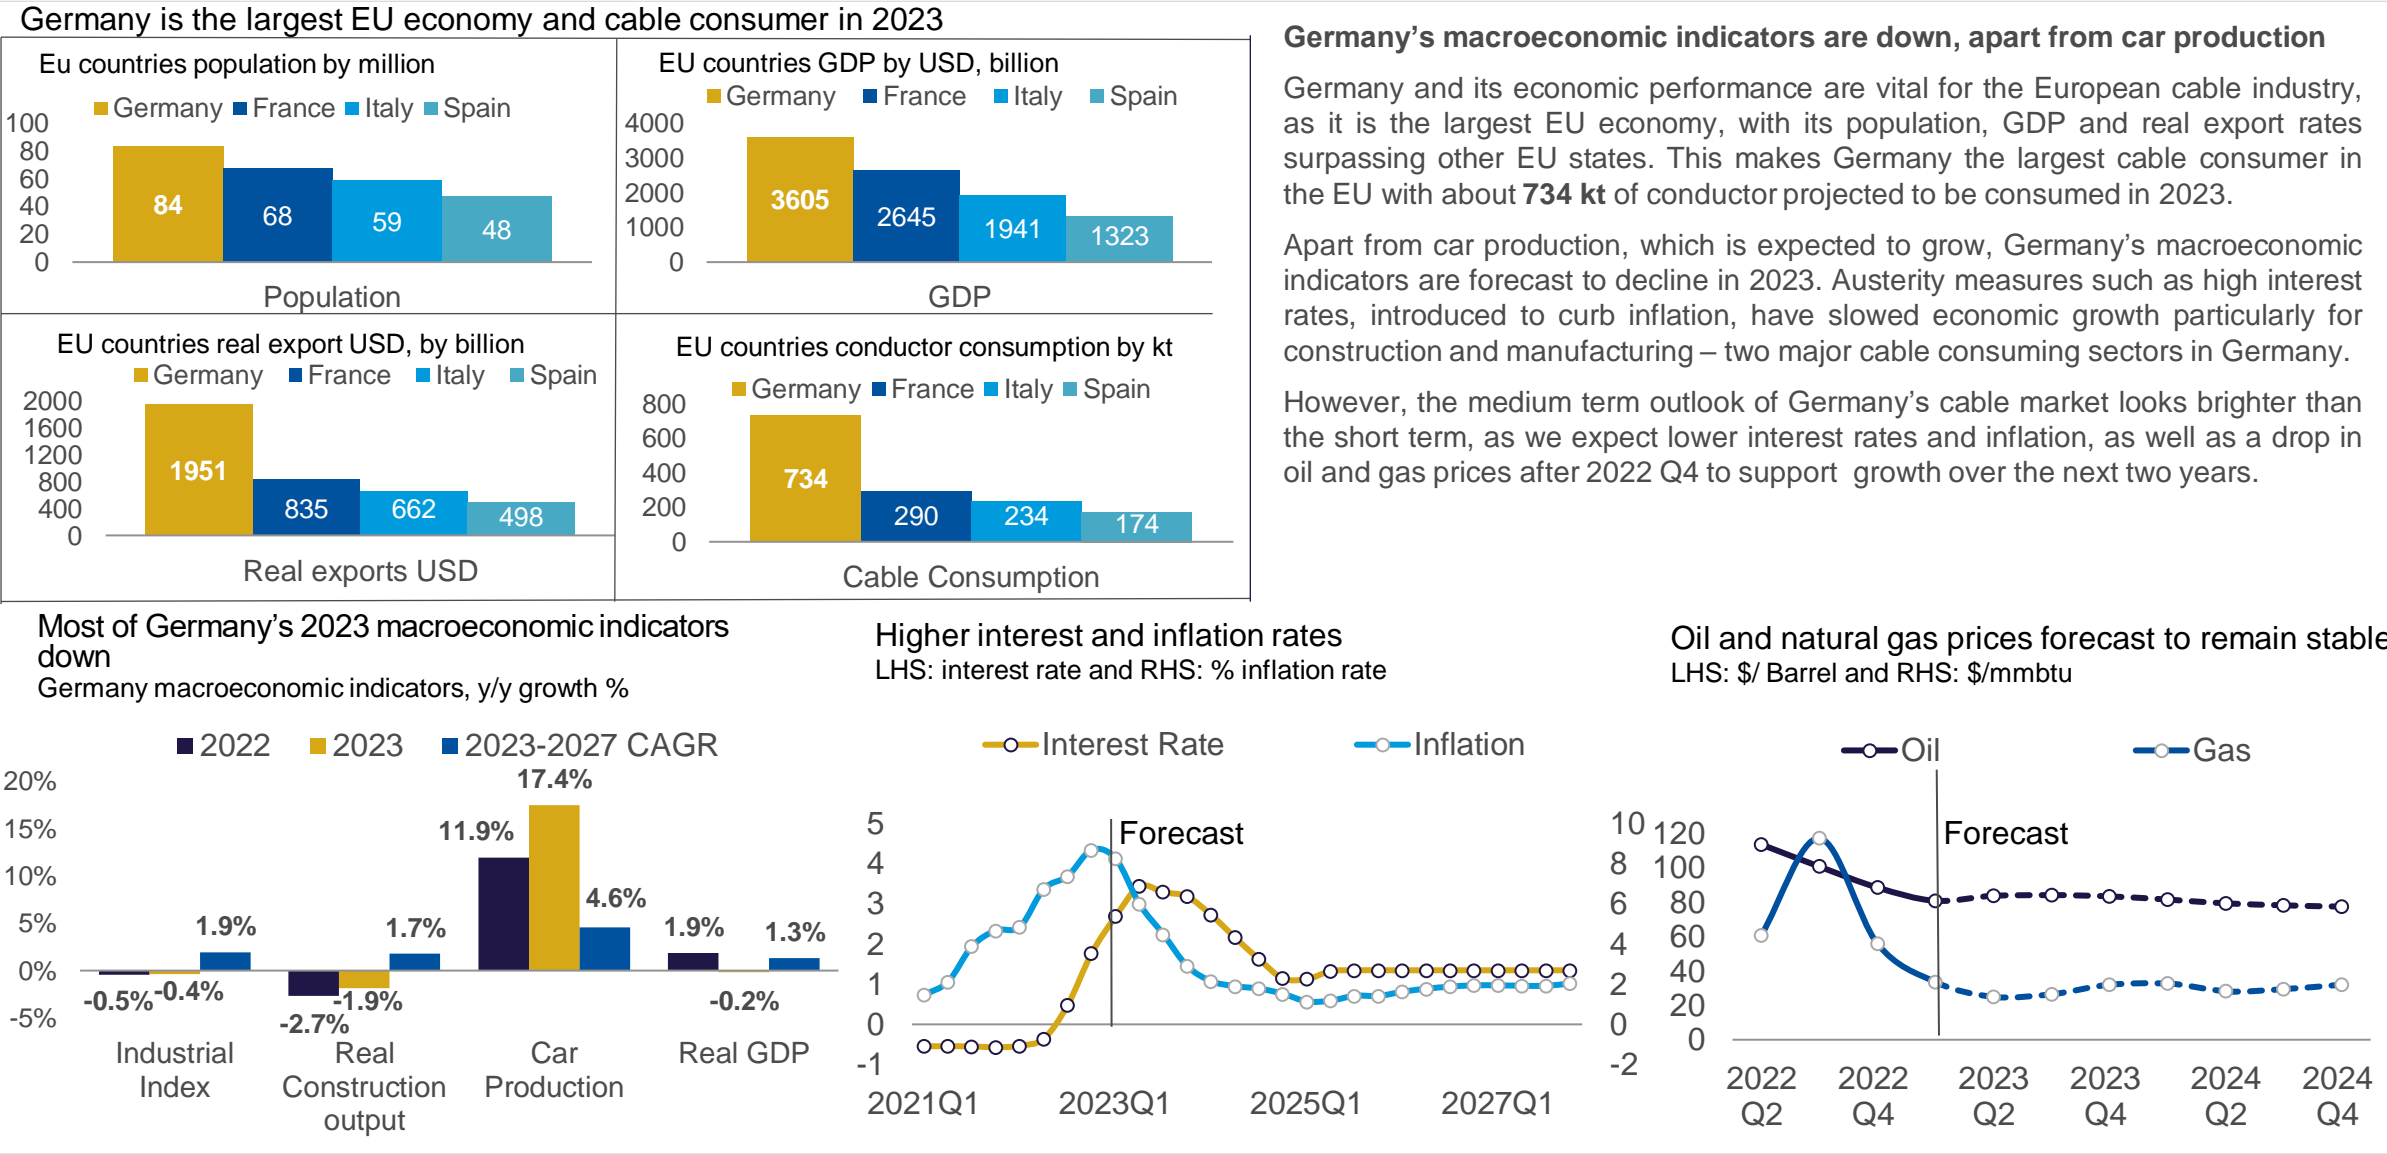 Germany is the largest EU economy and cable consumer in 2023
Eu countries population by million
Germany France Italy Spain
100
80
60
40
20
0
84
68
59
48
Population
EU countries GDP by USD, billion
Germany France Italy Spain
4000
3000
2000
1000
0
3605
2645
1941
1323
GDP
EU countries real export USD, by billion
Germany France Italy Spain
2000
1600
1200
800
400
0
1951
835
662
498
Real exports USD
EU countries conductor consumption by kt
Germany France Italy Spain
800
600
400
200
0
734
290
234
174
Cable Consumption
Germany’s macroeconomic indicators are down, apart from car production
Germany and its economic performance are vital for the European cable industry,
as it is the largest EU economy, with its population, GDP and real export rates
surpassing other EU states. This makes Germany the largest cable consumer in
the EU with about 734 kt of conductor projected to be consumed in 2023.
Apart from car production, which is expected to grow, Germany’s macroeconomic
indicators are forecast to decline in 2023. Austerity measures such as high interest
rates, introduced to curb inflation, have slowed economic growth particularly for
construction and manufacturing – two major cable consuming sectors in Germany.
However, the medium term outlook of Germany’s cable market looks brighter than
the short term, as we expect lower interest rates and inflation, as well as a drop in
oil and gas prices after 2022 Q4 to support growth over the next two years.
Most of Germany’s 2023 macroeconomic indicators
down
Germany macroeconomic indicators, y/y growth %
2022 2023 2023-2027 CAGR
20%
15%
10%
5%
0%
-5%
-0.5%
-0.4%
1.9%
-2.7%
-1.9%
1.7%
11.9%
17.4%
4.6%
1.9%
-0.2%
1.3%
Industrial
Index
Real
Construction
output
Car
Production
Real GDP
Higher interest and inflation rates
LHS: interest rate and RHS: % inflation rate
Interest Rate Inflation
5
4
3
2
1
0
-1
Forecast
10
8
6
4
2
0
-2
2021Q1 2023Q1 2025Q1 2027Q1
Oil and natural gas prices forecast to remain stable
LHS: $/ Barrel and RHS: $/mmbtu
Oil Gas
120
100
80
60
40
20
0
Forecast
2022
Q2
2022
Q4
2023
Q2
2023
Q4
2024
Q2
2024
Q4